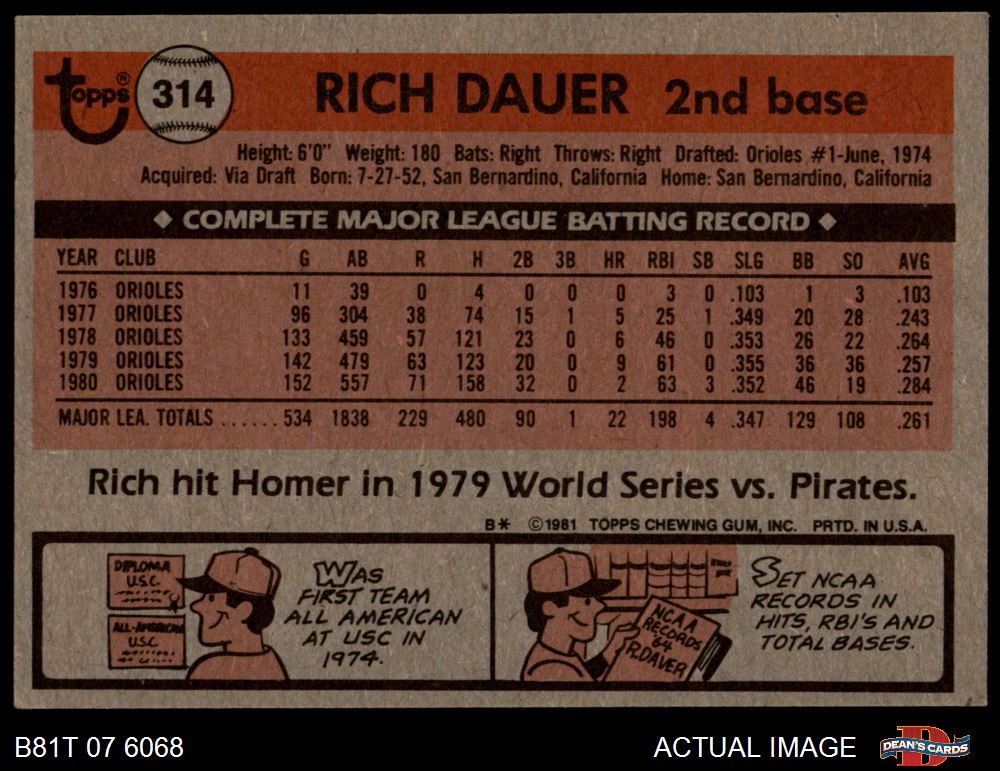 Topps® 314 RICH DAUER 2nd base
Height: 6'0" Weight: 180 Bats: Right Throws: Right Drafted: Orioles #1-June, 1974
Acquired: Via Draft Born: 7-27-52, San Bernardino, California Home: San Bernardino, California
◆ COMPLETE MAJOR LEAGUE BATTING RECORD ◆
YEAR CLUB G AB R H 2B 3B HR RBI SB SLG BB SO AVG
1976 ORIOLES 11 39 0 4 0 0 0 3 0 .103 1 3 .103
1977 ORIOLES 96 304 38 74 15 1 5 25 1 .349 20 28 .243
1978 ORIOLES 133 459 57 121 23 0 6 46 0 .353 26 22 .264
1979 ORIOLES 142 479 63 123 20 0 9 61 0 .355 36 36 .257
1980 ORIOLES 152 557 71 158 32 0 2 63 3 .352 46 19 .284
MAJOR LEA. TOTALS ...... 534 1838 229 480 90 1 22 198 4 .347 129 108 .261
Rich hit Homer in 1979 World Series vs. Pirates.
B* ©1981 TOPPS CHEWING GUM, INC. PRTD. IN U.S.A.
DIPLOMA
U.S.C.
ALL-AMERICAN
U.S.C.
WAS
FIRST TEAM
ALL AMERICAN
AT USC IN
1974.
NCAA
RECORDS
R. DAUER
SET NCAA
RECORDS IN
HITS, RBI'S AND
TOTAL BASES.
B81T 07 6068
ACTUAL IMAGE
DEAN'S CARDS